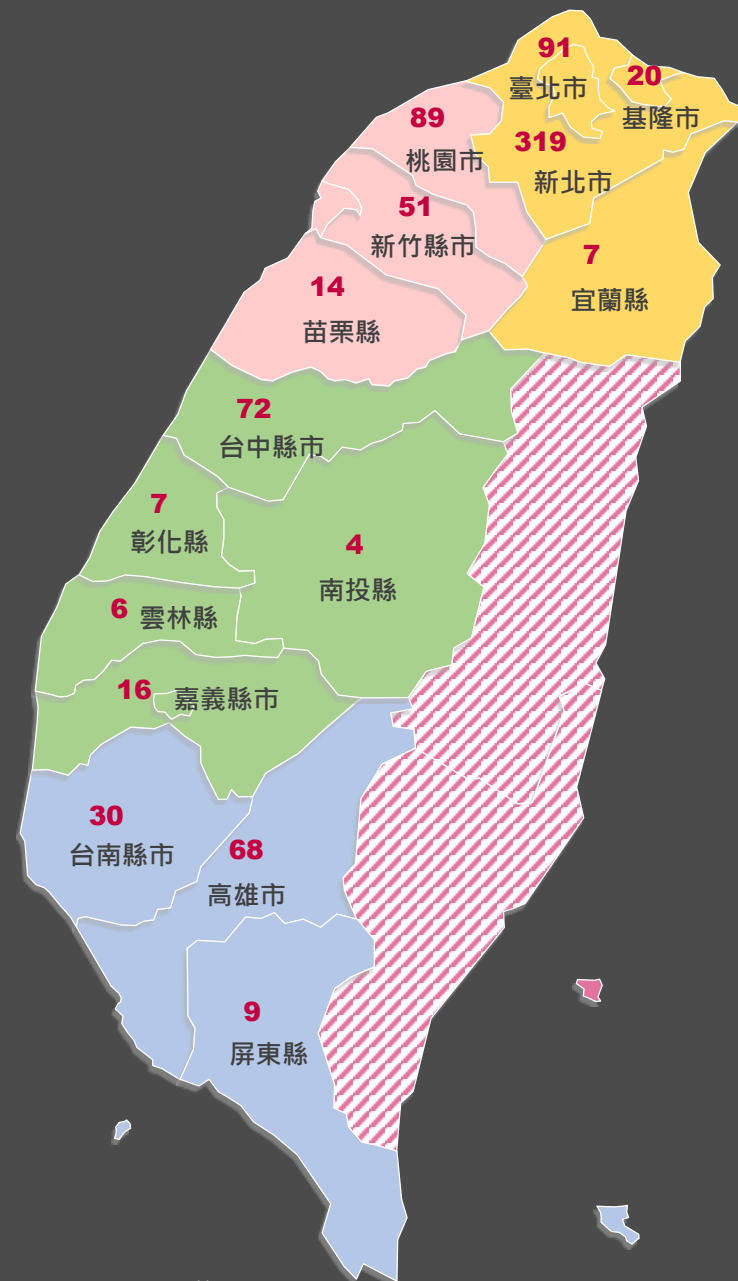 91
臺北市
20
基隆市
89
桃園市
319
新北市
51
新竹縣市
7
宜蘭縣
14
苗栗縣
72
台中縣市
7
彰化縣
4
南投縣
6 雲林縣
16 嘉義縣市
30
台南縣市
68
高雄市
9
屏東縣